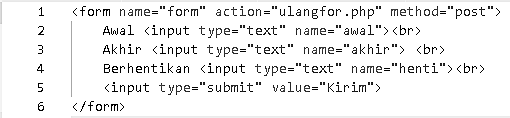 1 <form name="form" action="ulangfor.php" method="post">
2 Awal <input type="text" name="awal"><br>
3 Akhir <input type="text" name="akhir"> <br>
4 Berhentikan <input type="text" name="henti"><br>
5 <input type="submit" value="Kirim">
6 </form>